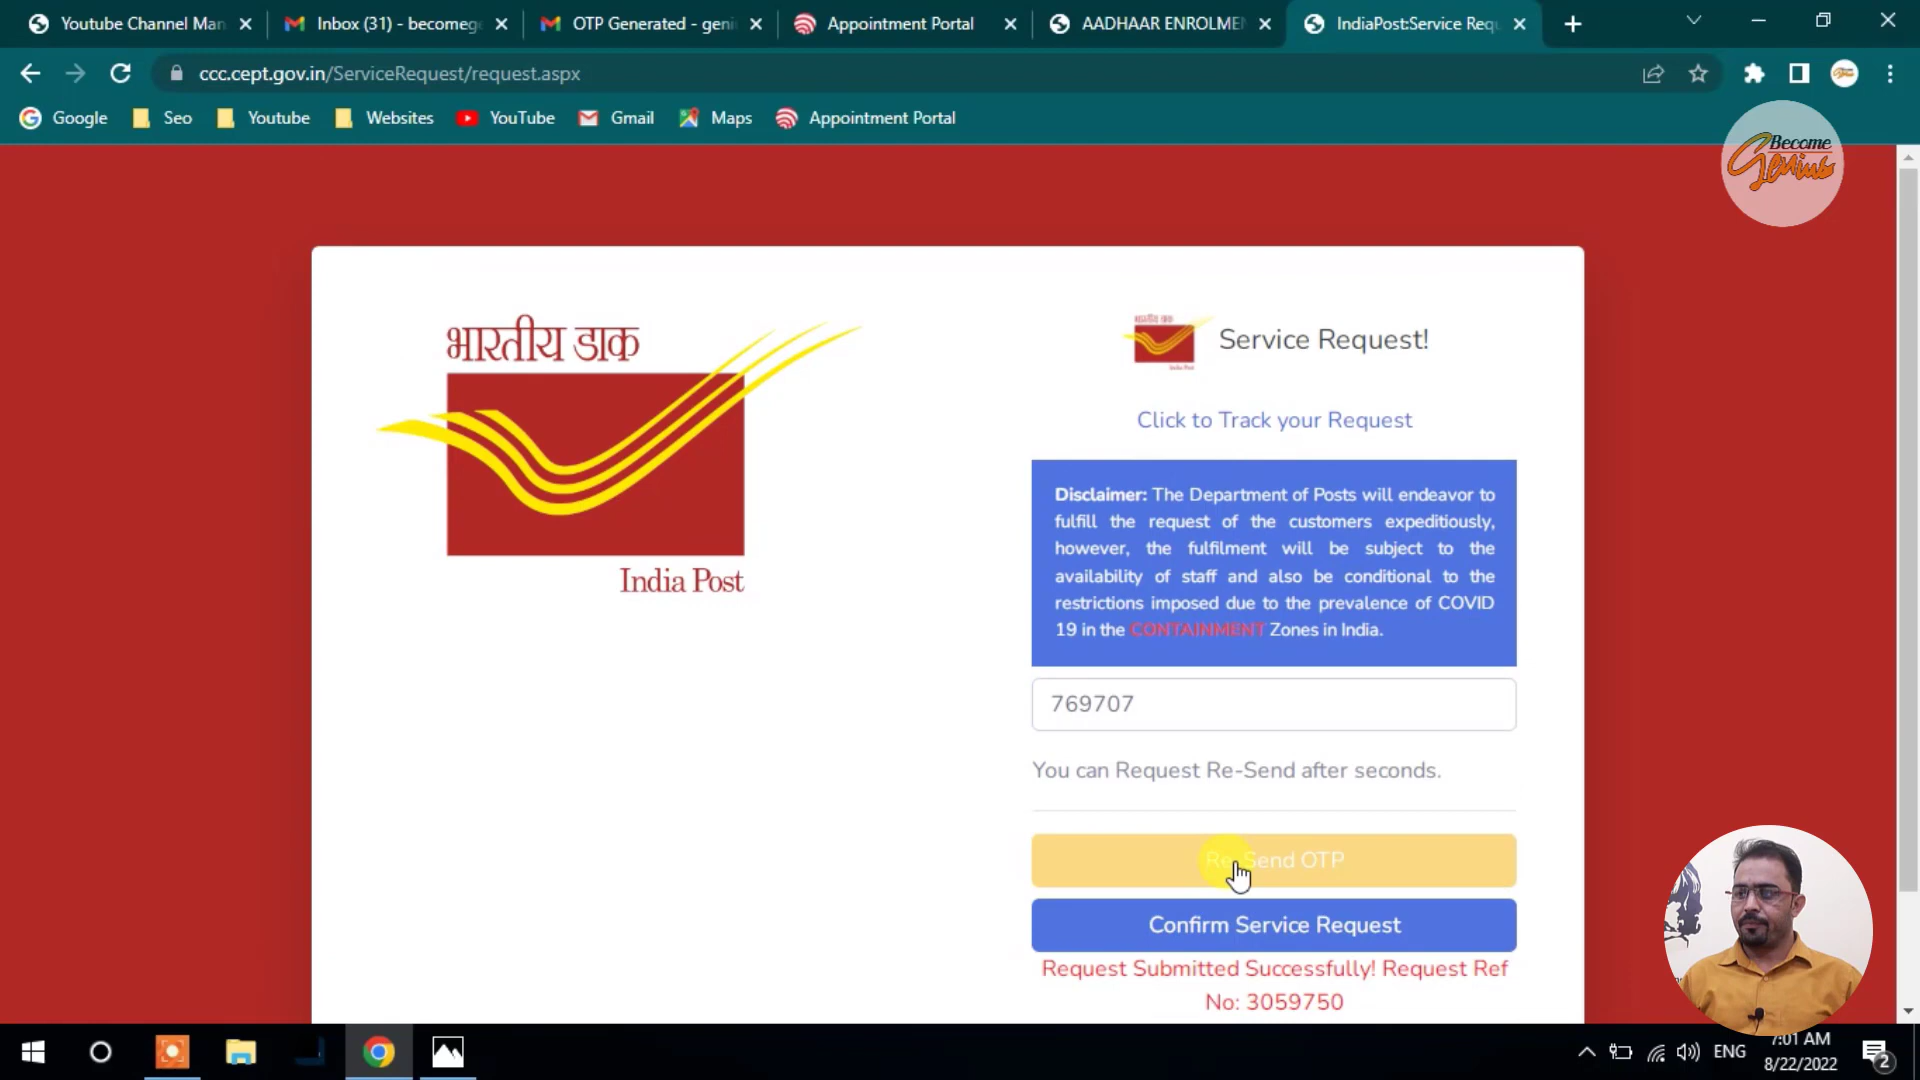 Youtube Channel Man
Inbox (31) - becomege
OTP Generated - geni
Appointment Portal
AADHAAR ENROLMEN
IndiaPost:Service Requ
ccc.cept.gov.in/ServiceRequest/request.aspx
Google
Seo
Youtube
Websites
YouTube
Gmail
Maps
Appointment Portal
Become
Genius
भारतीय डाक
India Post
Service Request!
Click to Track your Request
Disclaimer: The Department of Posts will endeavor to
fulfill the request of the customers expeditiously,
however, the fulfilment will be subject to the
availability of staff and also be conditional to the
restrictions imposed due to the prevalence of COVID
19 in the CONTAINMENT Zones in India.
769707
You can Request Re-Send after seconds.
Re-Send OTP
Confirm Service Request
Request Submitted Successfully! Request Ref
No: 3059750
ENG
7:01 AM
8/22/2022
2